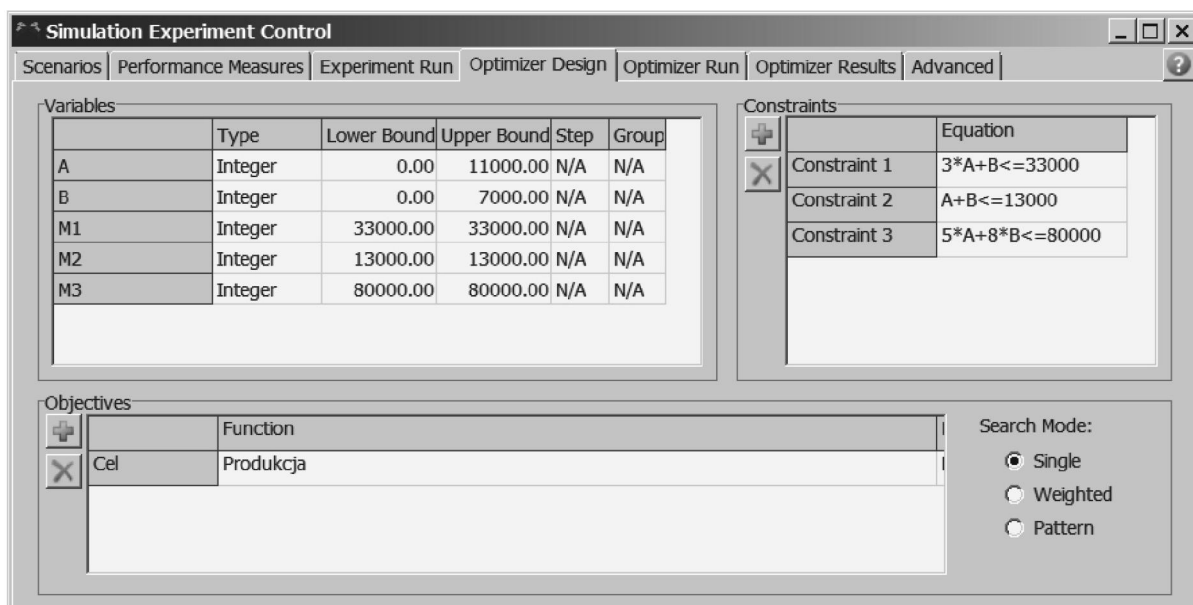 Simulation Experiment Control
Scenarios Performance Measures Experiment Run Optimizer Design Optimizer Run Optimizer Results Advanced ?
Variables
Type Lower Bound Upper Bound Step Group
A Integer 0.00 11000.00 N/A N/A
B Integer 0.00 7000.00 N/A N/A
M1 Integer 33000.00 33000.00 N/A N/A
M2 Integer 13000.00 13000.00 N/A N/A
M3 Integer 80000.00 80000.00 N/A N/A
Constraints
Equation
Constraint 1 3*A+B<=33000
Constraint 2 A+B<=13000
Constraint 3 5*A+8*B<=80000
Objectives
Function
Cel Produkcja
Search Mode:
Single
Weighted
Pattern